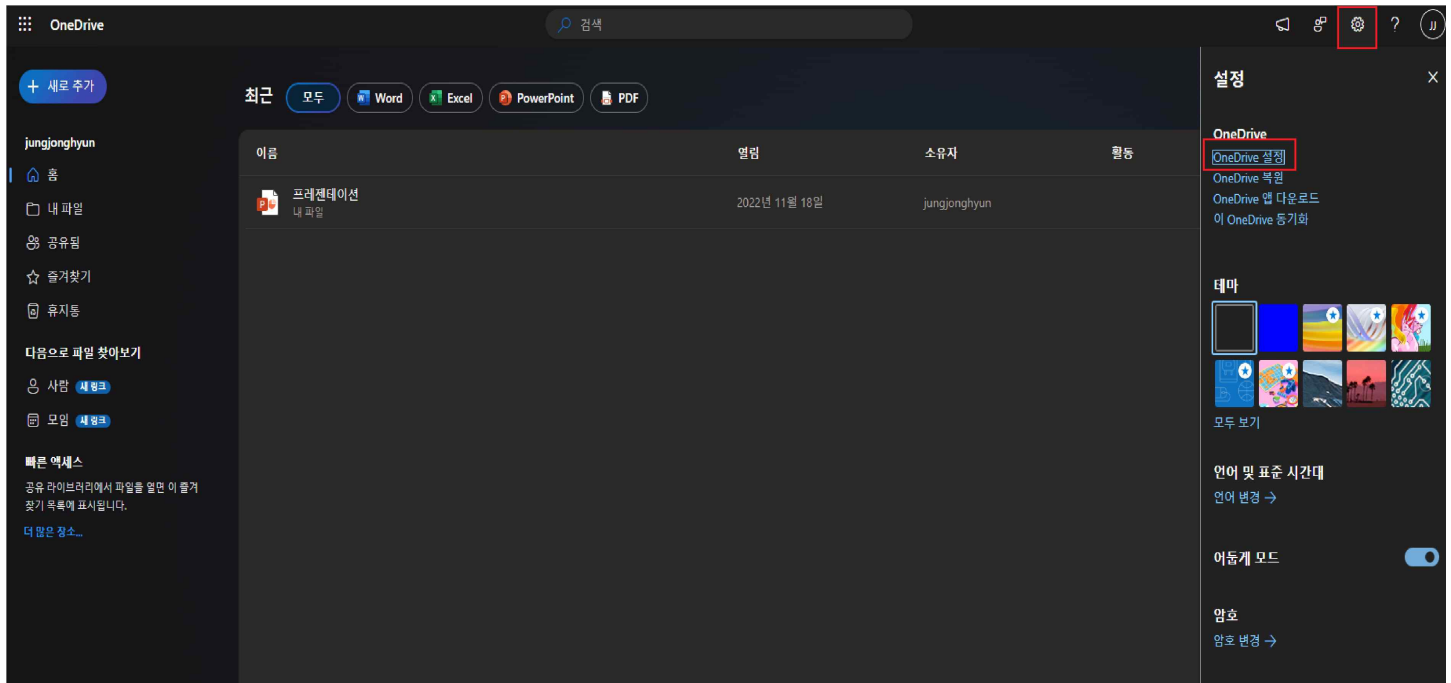 OneDrive
검색
?
JJ
새로 추가
jungjonghyun
홈
내 파일
공유됨
즐겨찾기
휴지통
다음으로 파일 찾아보기
사람 새 링크
모임 새 링크
빠른 액세스
공유 라이브러리에서 파일을 열면 이 즐겨
찾기 목록에 표시됩니다.
더 많은 장소...
최근 모두 Word Excel PowerPoint PDF
이름 열림 소유자 활동
프레젠테이션 2022년 11월 18일 jungjonghyun
내 파일
설정
OneDrive
OneDrive 설정
OneDrive 복원
OneDrive 앱 다운로드
이 OneDrive 동기화
테마
모두 보기
언어 및 표준 시간대
언어 변경 →
어둡게 모드
암호
암호 변경 →